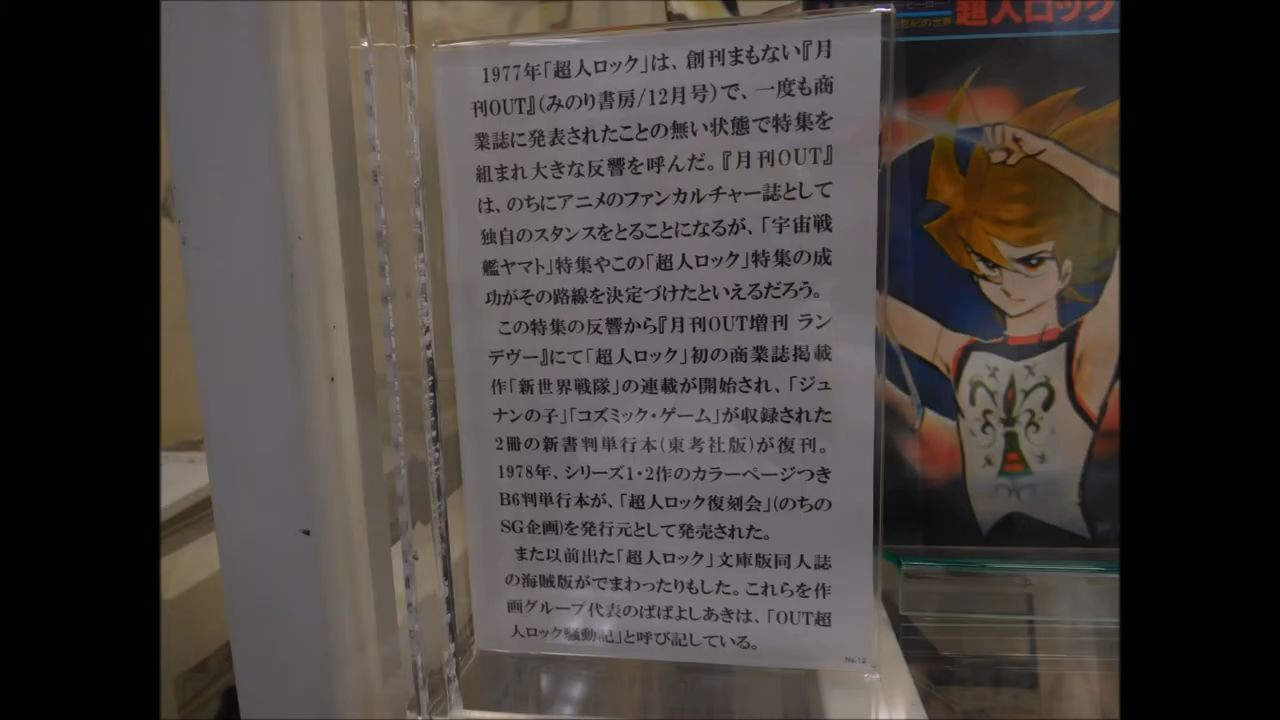 1977年「超人ロック」は、創刊まもない『月
刊OUT』(みのり書房/12月号)で、一度も商
業誌に発表されたことの無い状態で特集を
組まれ大きな反響を呼んだ。『月刊OUT』
は、のちにアニメのファンカルチャー誌として
独自のスタンスをとることになるが、「宇宙戦
艦ヤマト」特集やこの「超人ロック」特集の成
功がその路線を決定づけたといえるだろう。
この特集の反響から『月刊OUT増刊 ラン
デヴー』にて「超人ロック」初の商業誌掲載
作「新世界戦隊」の連載が開始され、「ジュ
ナンの子」「コズミック・ゲーム」が収録された
2冊の新書判単行本(東考社版)が復刊。
1978年、シリーズ1・2作のカラーページつき
B6判単行本が、「超人ロック復刻会」(のちの
SG企画)を発行元として発売された。
また以前出た「超人ロック」文庫版同人誌
の海賊版がでまわったりもした。これらを作
画グループ代表のばばよしあきは、「OUT超
人ロック騒動記」と呼び記している。
No.12
ヒーロー
の世界
超人ロック